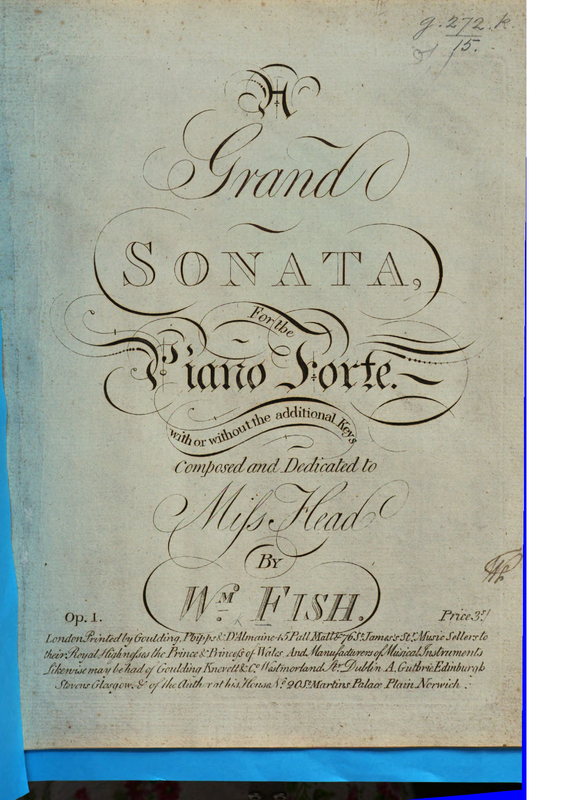 g.272.k.
15.
A
Grand
SONATA,
For the
Piano Forte.
with or without the additional Keys
Composed and Dedicated to
Miſs Head
BY
Wm. FISH.
Op. 1.
Price 3s/
London Printed by Goulding, Phipps & D'Almaine 45 Pall Mall & 76 St. James's St. Music Sellers to
their Royal Highneſses the Prince & Princeſs of Wales And Manufacturers of Musical Instruments
Likewise may be had of Goulding Knevett & Co. Westmorland Str. Dublin A. Guthrie Edinburgh
Stevens Glasgow. & of the Author at his House No. 20 St. Martins Palace Plain Norwich